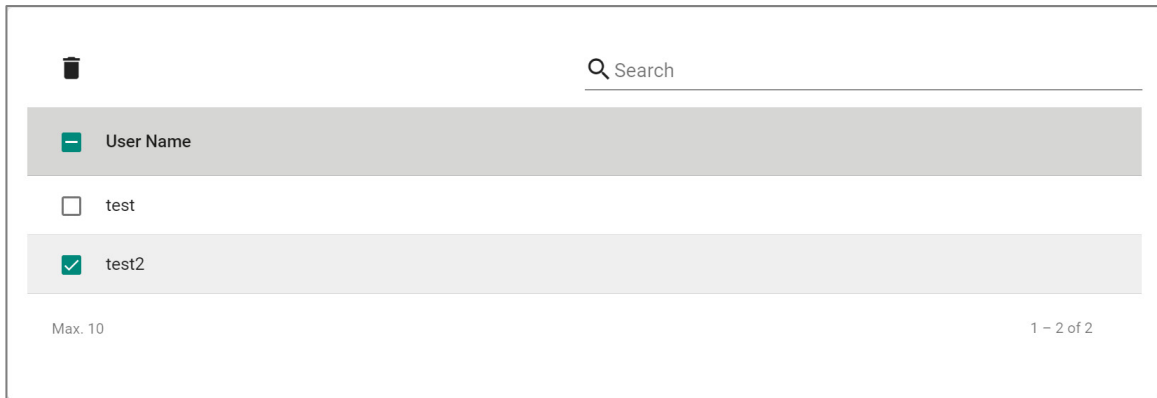 Search
User Name
test
test2
Max. 10
1 – 2 of 2